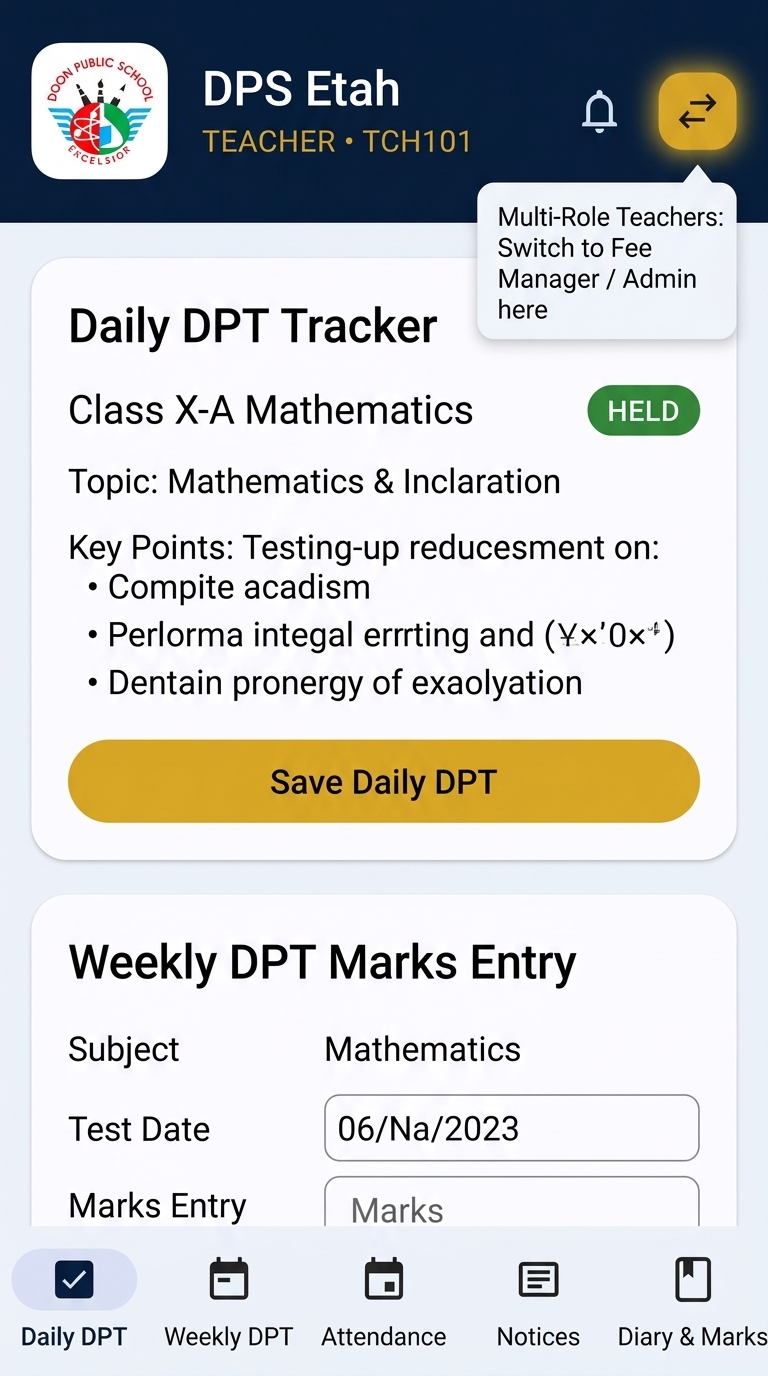 DOON PUBLIC SCHOOL
EXCELSIOR
DPS Etah
TEACHER • TCH101
Multi-Role Teachers:
Switch to Fee
Manager / Admin
here
Daily DPT Tracker
Class X-A Mathematics
HELD
Topic: Mathematics & Inclaration
Key Points: Testing-up reducesment on:
• Compite acadism
• Perlorma integal errrting and
• Dentain pronergy of exaolyation
Save Daily DPT
Weekly DPT Marks Entry
Subject
Mathematics
Test Date
06/Na/2023
Marks Entry
Marks
Daily DPT
Weekly DPT
Attendance
Notices
Diary & Marks